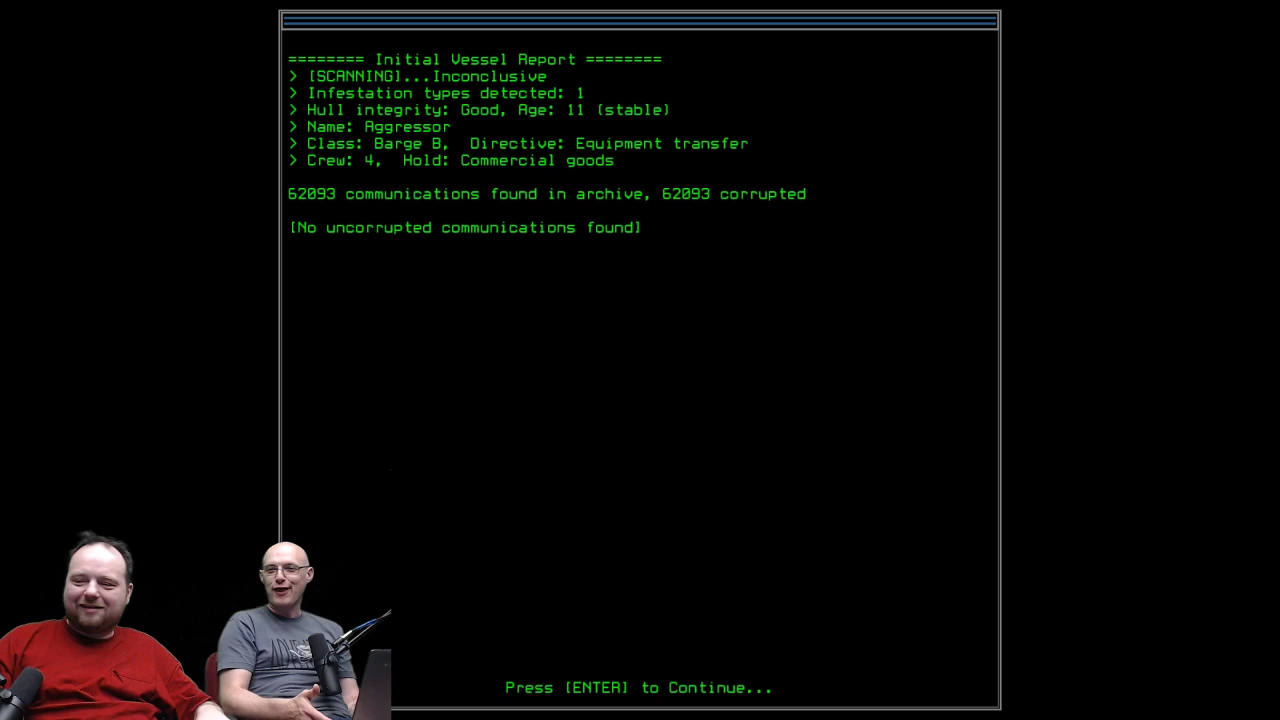 ======== Initial Vessel Report ========
> [SCANNING]...Inconclusive
> Infestation types detected: 1
> Hull integrity: Good, Age: 11 (stable)
> Name: Aggressor
> Class: Barge B,  Directive: Equipment transfer
> Crew: 4,  Hold: Commercial goods
62093 communications found in archive, 62093 corrupted
[No uncorrupted communications found]
Press [ENTER] to Continue...